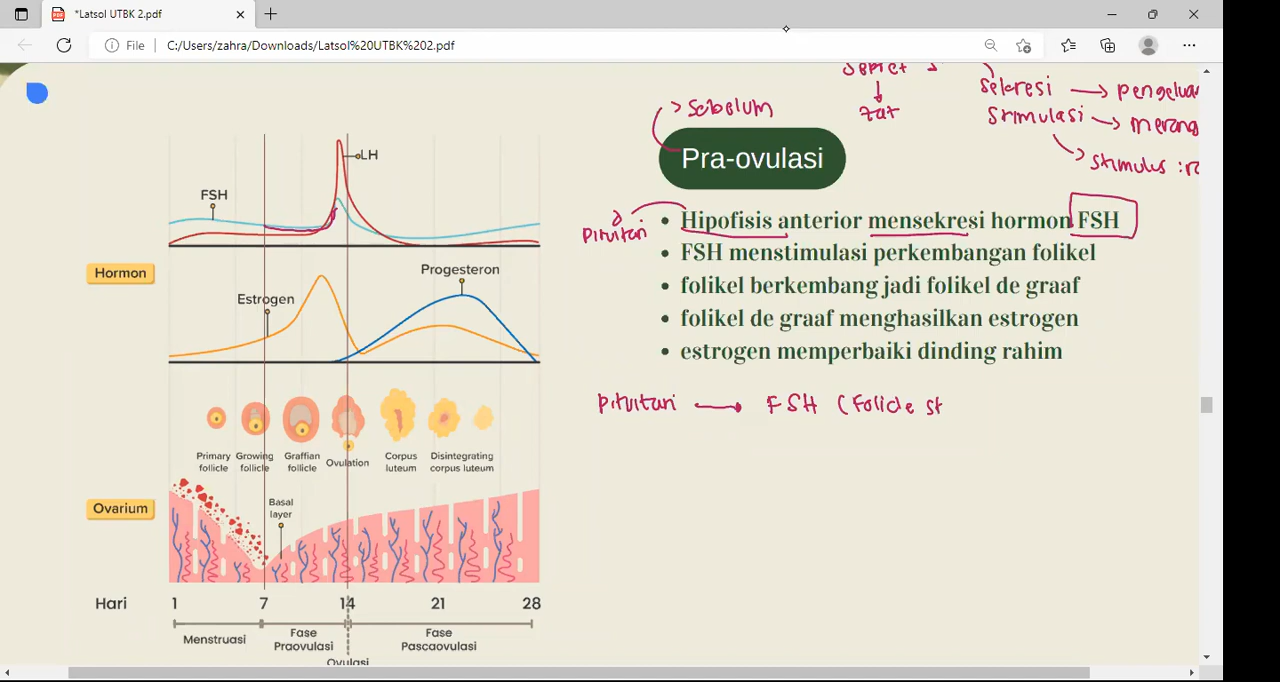 *Latsol UTBK 2.pdf
File
C:/Users/zahra/Downloads/Latsol%20UTBK%202.pdf
zat
Sekresi → pengeluar
Stimulasi → merang
Stimulus : ra
> Sebelum
Pra-ovulasi
Pituitari
• Hipofisis anterior mensekresi hormon FSH
• FSH menstimulasi perkembangan folikel
• folikel berkembang jadi folikel de graaf
• folikel de graaf menghasilkan estrogen
• estrogen memperbaiki dinding rahim
Pituitari → FSH (Folicle st
LH
FSH
Hormon
Progesteron
Estrogen
Primary follicle
Growing follicle
Graffian follicle
Ovulation
Corpus luteum
Disintegrating corpus luteum
Ovarium
Basal layer
Hari 1 7 14 21 28
Menstruasi
Fase Praovulasi
Fase Pascaovulasi
Ovulasi